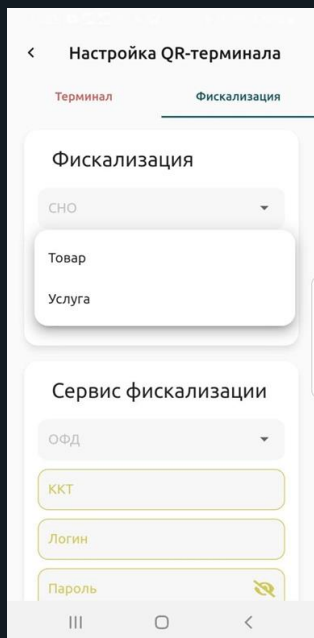 Настройка QR-терминала
Терминал
Фискализация
Фискализация
СНО
Товар
Услуга
Сервис фискализации
ОФД
ККТ
Логин
Пароль